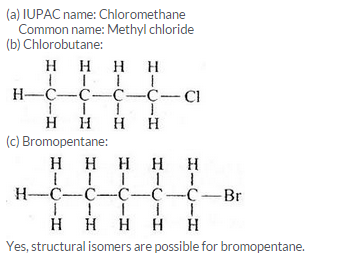 (a) IUPAC name: Chloromethane
Common name: Methyl chloride
(b) Chlorobutane:
H H H H
H—C—C—C—C—Cl
H H H H
(c) Bromopentane:
H H H H H
H—C—C—C—C—C—Br
H H H H H
Yes, structural isomers are possible for bromopentane.